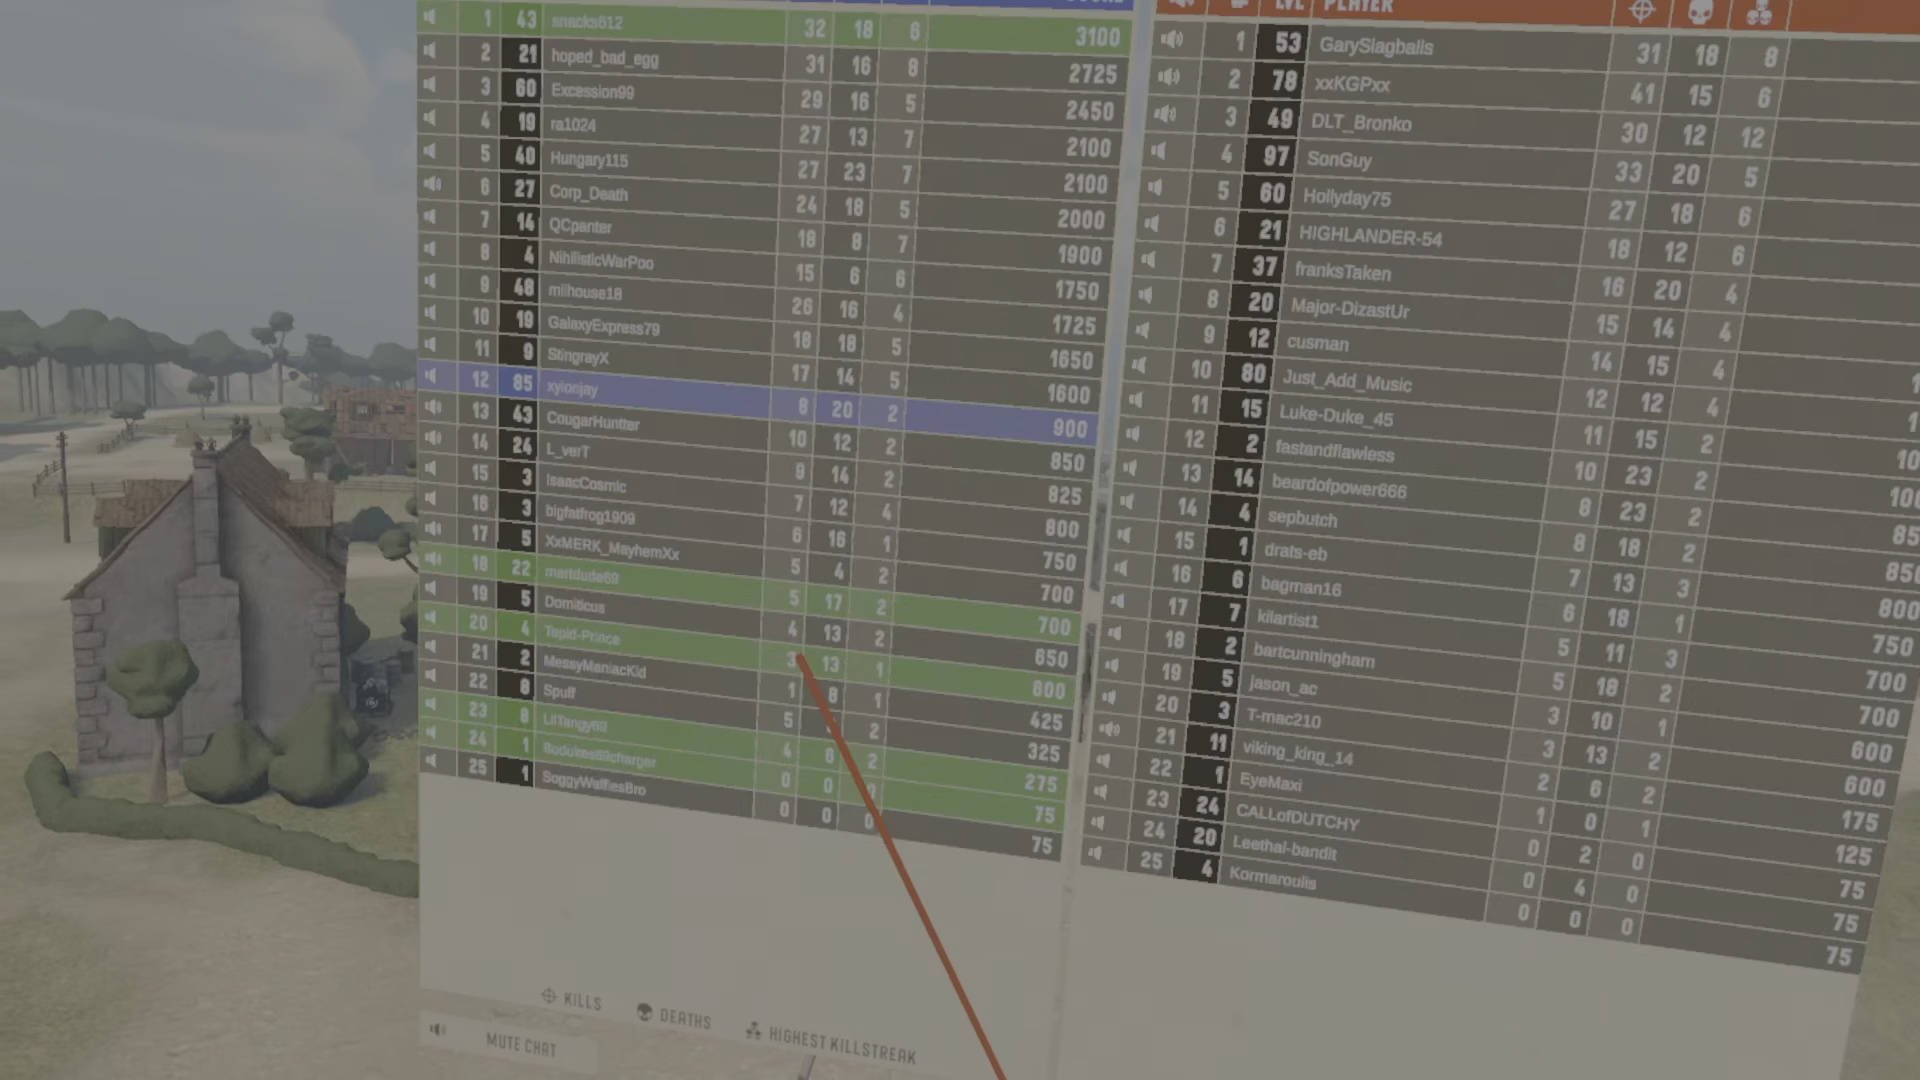 LVL PLAYER
1 43 snacks612 32 18 6 3100
2 21 hoped_bad_egg 31 16 8 2725
3 60 Excession99 29 16 5 2450
4 19 ra1024 27 13 7 2100
5 40 Hungary115 27 23 7 2100
6 27 Corp_Death 24 18 5 2000
7 14 QCpanter 18 8 7 1900
8 4 NihilisticWarPoo 15 6 6 1750
9 48 milhouse18 26 16 4 1725
10 19 GalaxyExpress79 18 18 5 1650
11 9 StingrayX 17 14 5 1600
12 85 xylonjay 6 20 2 900
13 43 CougarHuntter 10 12 2 850
14 24 L_verT 9 14 2 825
15 3 IsaacCosmic 7 12 4 800
16 3 bigfatfrog1909 6 16 1 750
17 5 XxMERK_MayhemXx 5 4 2 700
18 22 martdude69 5 17 2 700
19 5 Domiticus 4 13 2 650
20 4 Tepid-Prince 3 13 1 600
21 2 MessyManiacKid 1 8 1 425
22 8 Spuff 5 2 325
23 8 LilTangy69 4 6 2 275
24 1 0 0 0 75
25 1 SoggyWafflesBro 0 0 0 75
1 53 GarySlagballs 31 18 8
2 78 xxKGPxx 41 15 6
3 49 DLT_Bronko 30 12 12
4 97 SonGuy 33 20 5
5 60 Hollyday75 27 18 6
6 21 HIGHLANDER-54 18 12 6
7 37 franksTaken 16 20 4
8 20 Major-DizastUr 15 14 4
9 12 cusman 14 15 4
10 80 Just_Add_Music 12 12 4
11 15 Luke-Duke_45 11 15 2
12 2 fastandflawless 10 23 2
13 14 beardofpower666 8 23 2
14 4 sepbutch 8 18 2
15 1 drats-eb 7 13 3
16 6 bagman16 6 18 1 800
17 7 kilartist1 5 11 3 750
18 2 bartcunningham 5 18 2 700
19 5 jason_ac 3 10 1 700
20 3 T-mac210 3 13 2 600
21 11 viking_king_14 2 6 2 600
22 1 EyeMaxi 1 0 1 175
23 24 CALLofDUTCHY 0 2 0 125
24 20 Leethal-bandit 0 4 0 75
25 4 Kormaroulis 0 0 0 75
75
KILLS DEATHS HIGHEST KILLSTREAK
MUTE CHAT